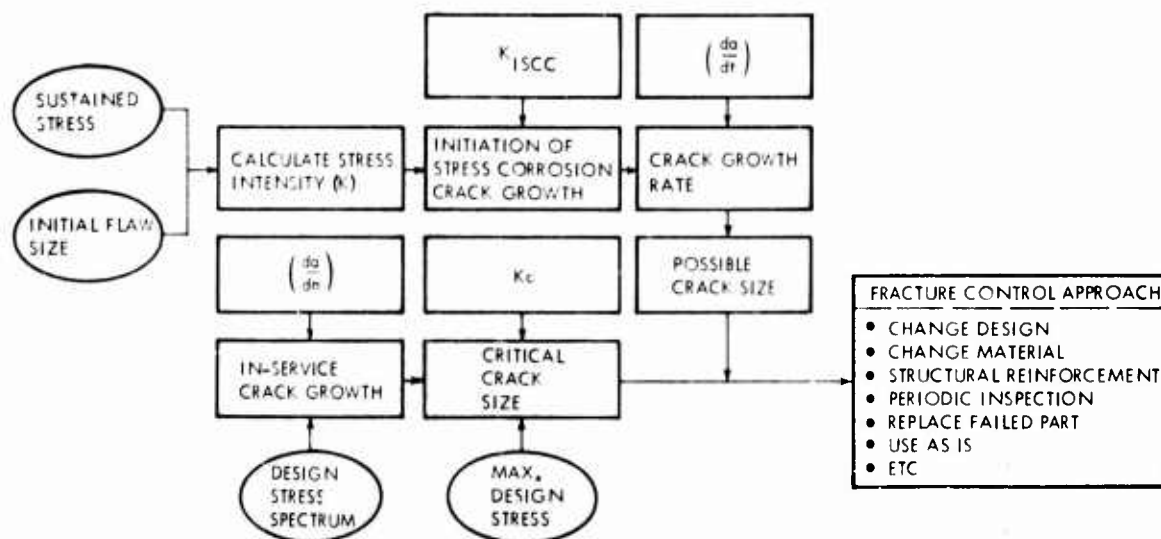 K ISCC
( da
dt )
SUSTAINED
STRESS
CALCULATE STRESS
INTENSITY (K)
INITIATION OF
STRESS CORROSION
CRACK GROWTH
CRACK GROWTH
RATE
INITIAL FLAW
SIZE
( da
dn )
Kc
POSSIBLE
CRACK SIZE
IN-SERVICE
CRACK GROWTH
CRITICAL
CRACK
SIZE
DESIGN
STRESS
SPECTRUM
MAX.
DESIGN
STRESS
FRACTURE CONTROL APPROACH
• CHANGE DESIGN
• CHANGE MATERIAL
• STRUCTURAL REINFORCEMENT
• PERIODIC INSPECTION
• REPLACE FAILED PART
• USE AS IS
• ETC